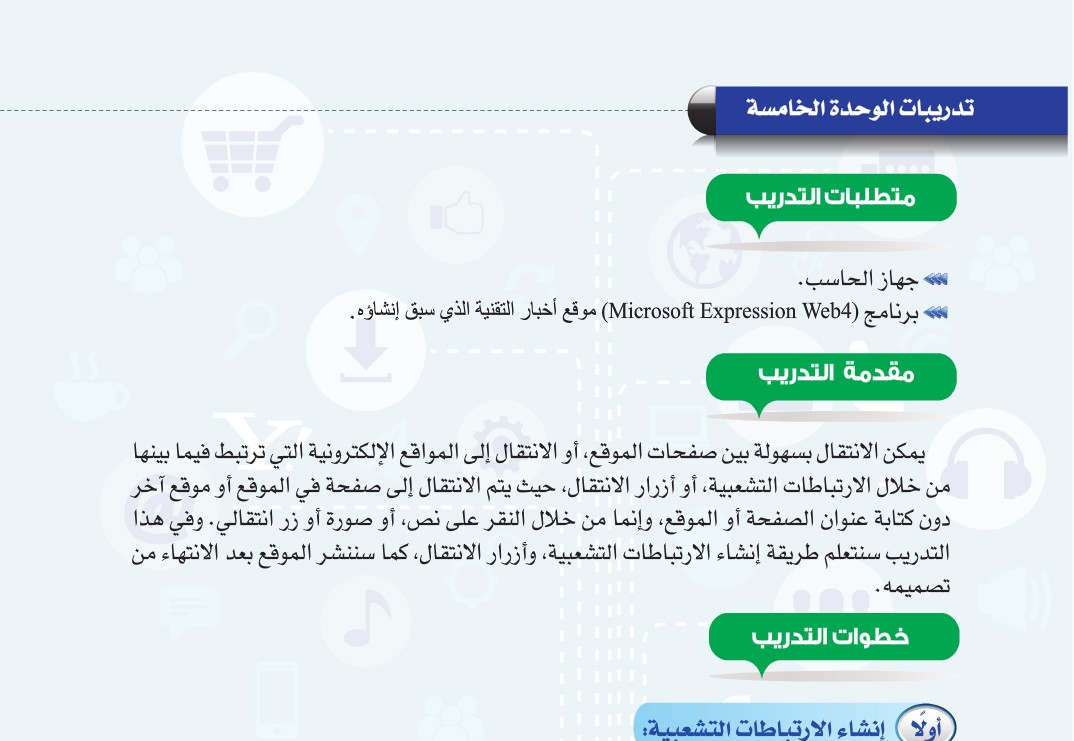 تدريبات الوحدة الخامسة
متطلبات التدريب
جهاز الحاسب.
برنامج (Microsoft Expression Web4) موقع أخبار التقنية الذي سبق إنشاؤه.
مقدمة التدريب
يمكن الانتقال بسهولة بين صفحات الموقع، أو الانتقال إلى المواقع الإلكترونية التي ترتبط فيما بينها
من خلال الارتباطات التشعبية، أو أزرار الانتقال، حيث يتم الانتقال إلى صفحة في الموقع أو موقع آخر
دون كتابة عنوان الصفحة أو الموقع، وإنما من خلال النقر على نص، أو صورة أو زر انتقالي. وفي هذا
التدريب سنتعلم طريقة إنشاء الارتباطات التشعبية، وأزرار الانتقال، كما سننشر الموقع بعد الانتهاء من
تصميمه.
خطوات التدريب
أولًا إنشاء الارتباطات التشعبية: